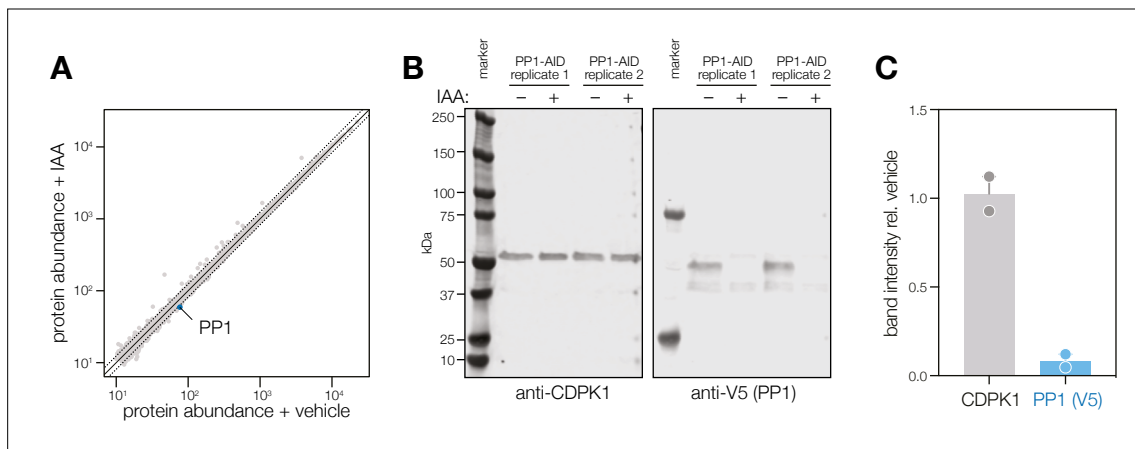 A
protein abundance + IAA
10⁴
10³
10²
10¹
PP1
10¹ 10² 10³ 10⁴
protein abundance + vehicle
B
marker
PP1-AID replicate 1
PP1-AID replicate 2
marker
PP1-AID replicate 1
PP1-AID replicate 2
IAA: – + – + – + – +
kDa
250
150
100
75
50
37
25
10
anti-CDPK1
anti-V5 (PP1)
C
band intensity rel. vehicle
1.5
1.0
0.5
0.0
CDPK1 PP1 (V5)